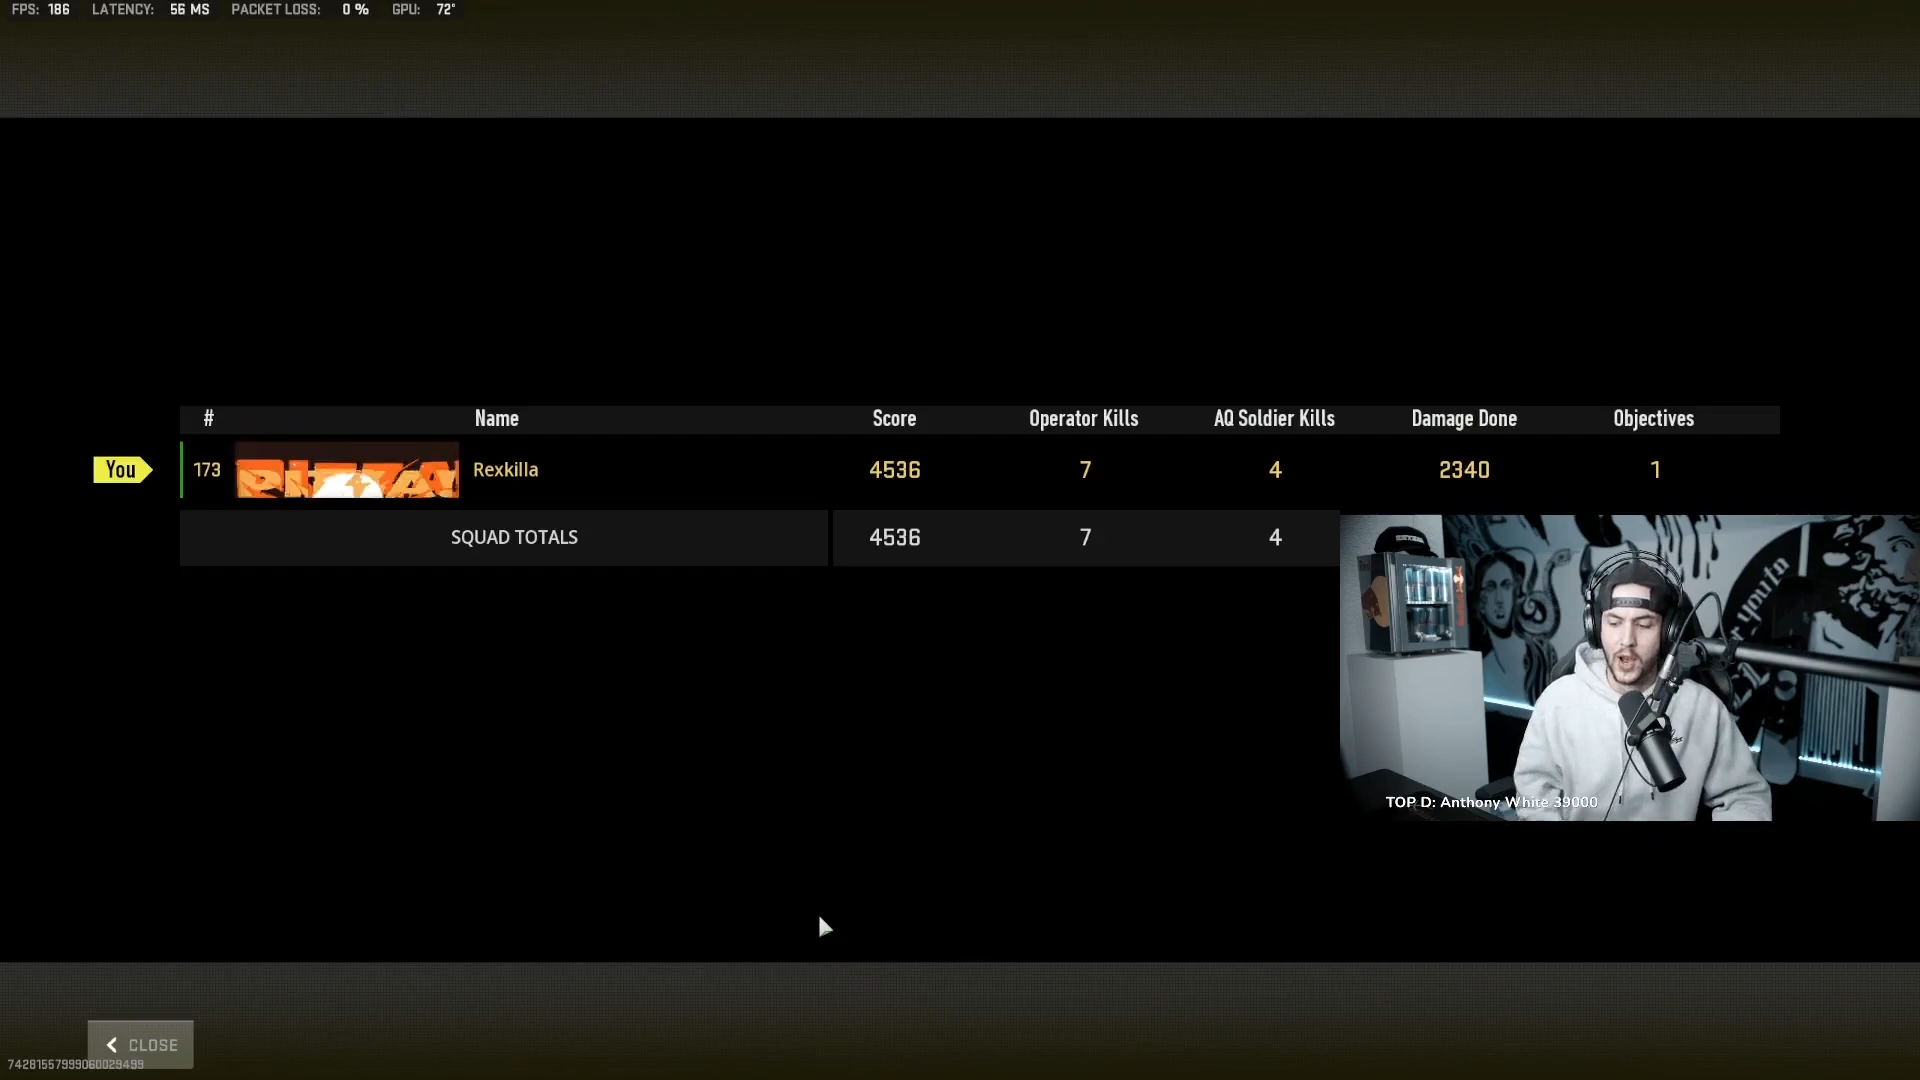 FPS: 186 LATENCY: 56 MS PACKET LOSS: 0 % GPU: 72°
# Name Score Operator Kills AQ Soldier Kills Damage Done Objectives
You 173 PIZZA Rexkilla 4536 7 4 2340 1
SQUAD TOTALS 4536 7 4
TOP D: Anthony White 39000
CLOSE
74281557999060029499